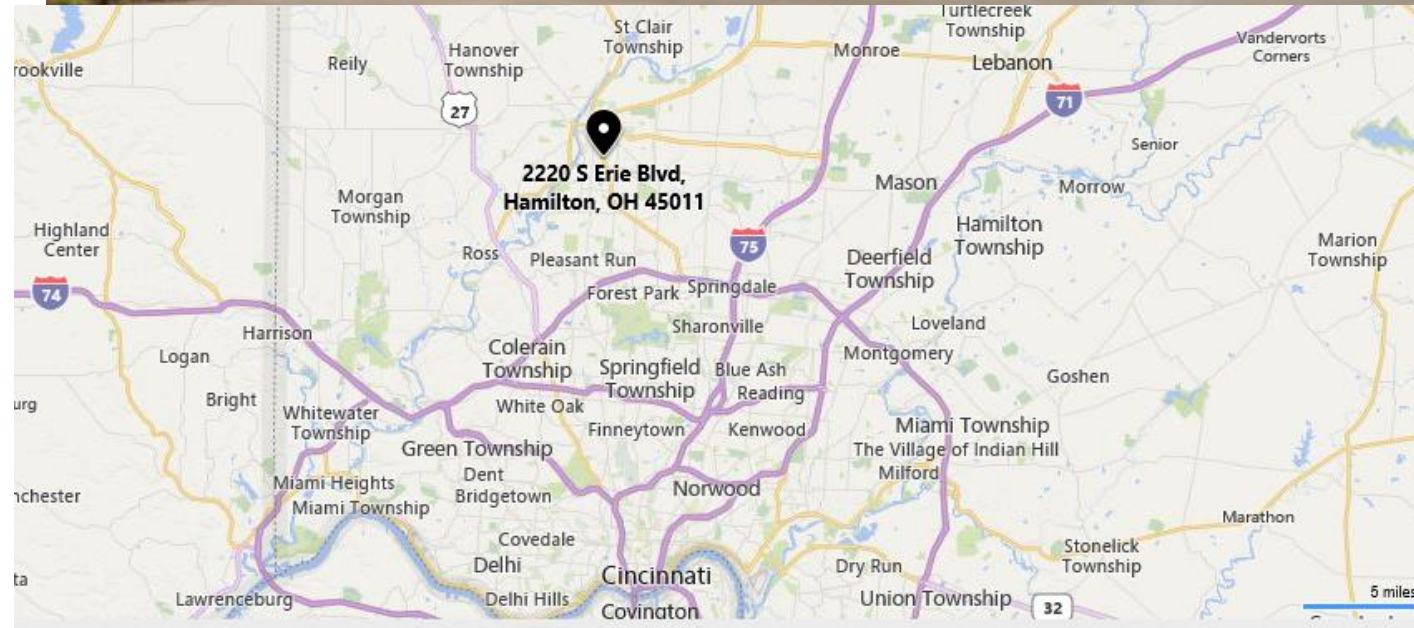 Turtlecreek
Township
St Clair
Township
Vandervorts
Corners
Hanover
Township
Monroe
Lebanon
Reily
rookville
71
27
Senior
2220 S Erie Blvd,
Hamilton, OH 45011
Mason
Morrow
Morgan
Township
Hamilton
Township
Highland
Center
75
Marion
Township
Ross
Pleasant Run
Deerfield
Township
74
Forest Park
Springdale
Harrison
Sharonville
Loveland
Logan
Colerain
Township
Springfield
Township
Blue Ash
Montgomery
Goshen
Reading
urg
Bright
Whitewater
Township
White Oak
Finneytown
Kenwood
Miami Township
The Village of Indian Hill
Green Township
Milford
Dent
Bridgetown
Miami Heights
Norwood
nchester
Miami Township
Marathon
Covedale
Stonelick
Township
Delhi
Cincinnati
Dry Run
ta
Lawrenceburg
Delhi Hills
Covington
Union Township
32
5 miles